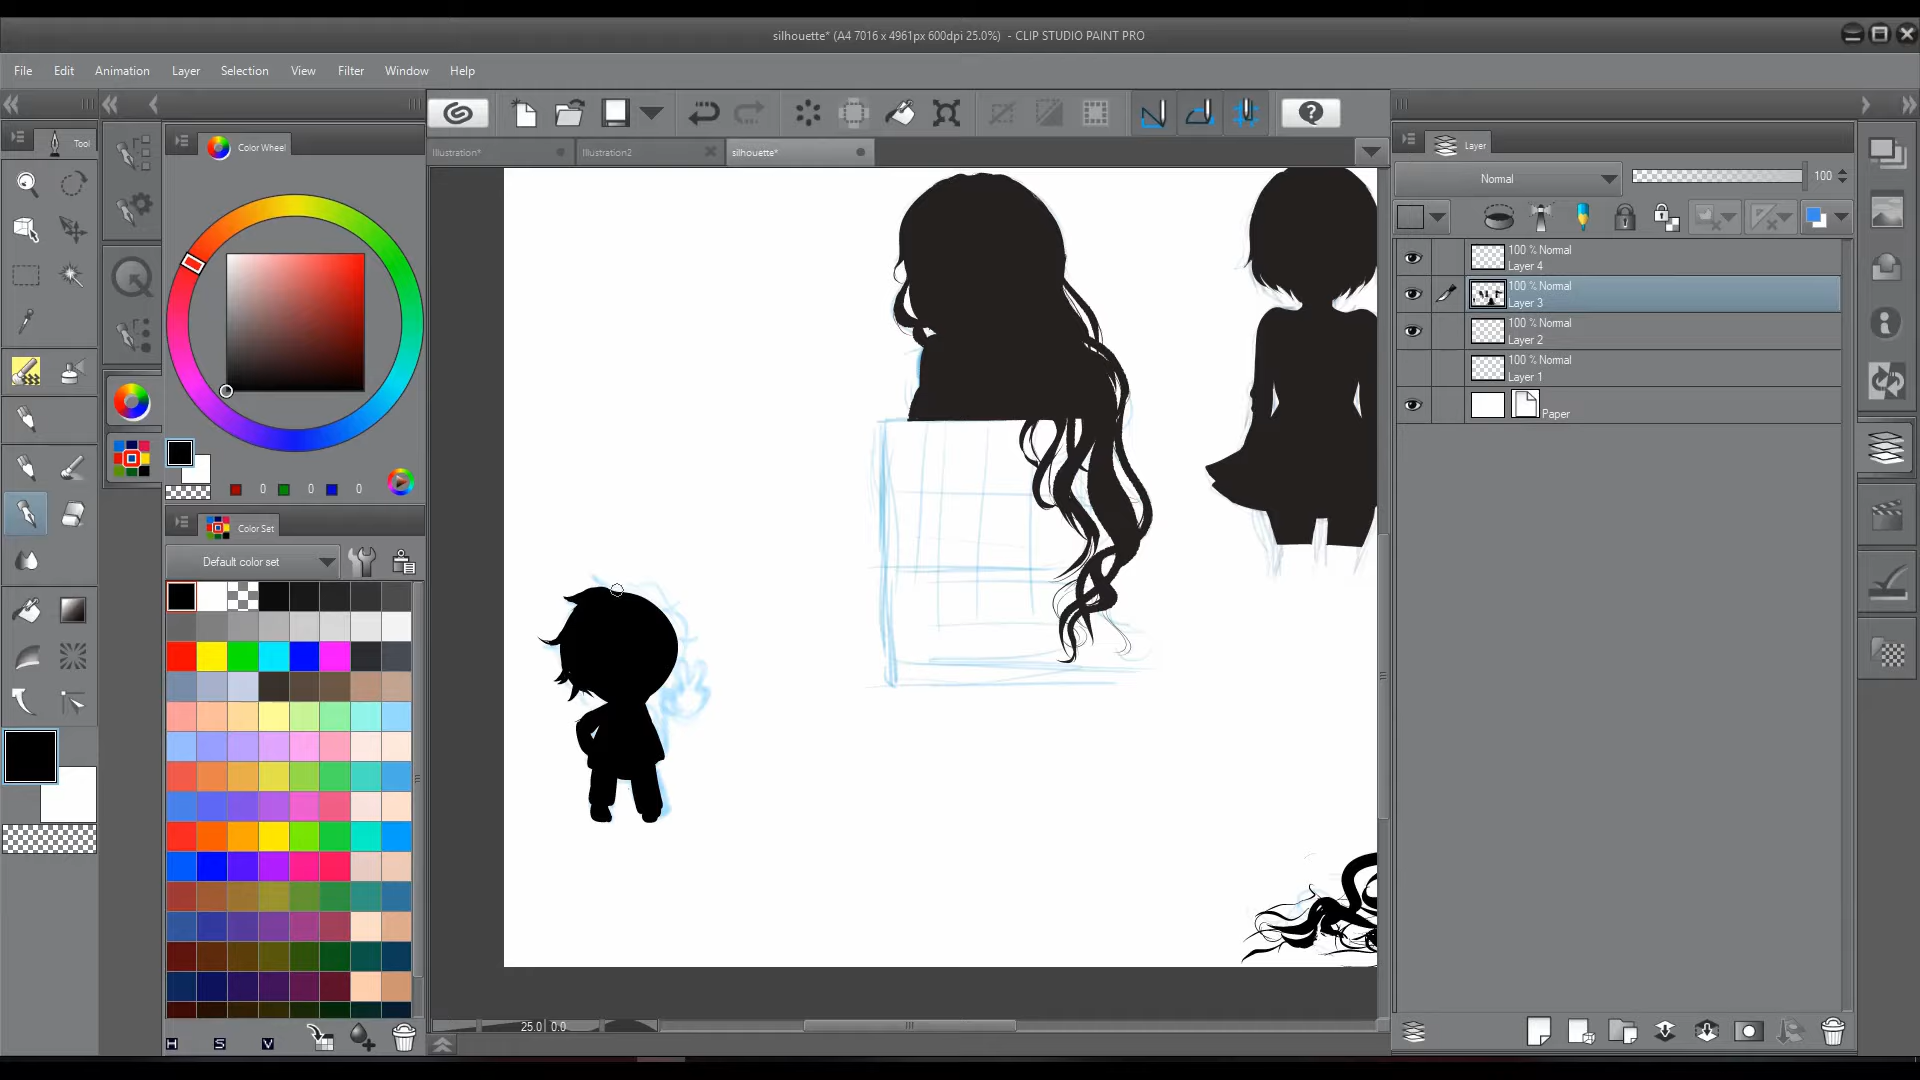 silhouette* (A4 7016 x 4961px 600dpi 25.0%) - CLIP STUDIO PAINT PRO
File Edit Animation Layer Selection View Filter Window Help
Tool
Color Wheel
Illustration*
Illustration2
silhouette*
Layer
Normal
100
100 % Normal
Layer 4
100 % Normal
Layer 3
100 % Normal
Layer 2
100 % Normal
Layer 1
Paper
0 0 0
Color Set
Default color set
H S V
25.0 0.0